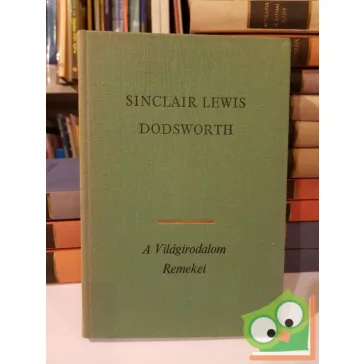 SINCLAIR LEWIS
DODSWORTH
A Világirodalom
Remekei